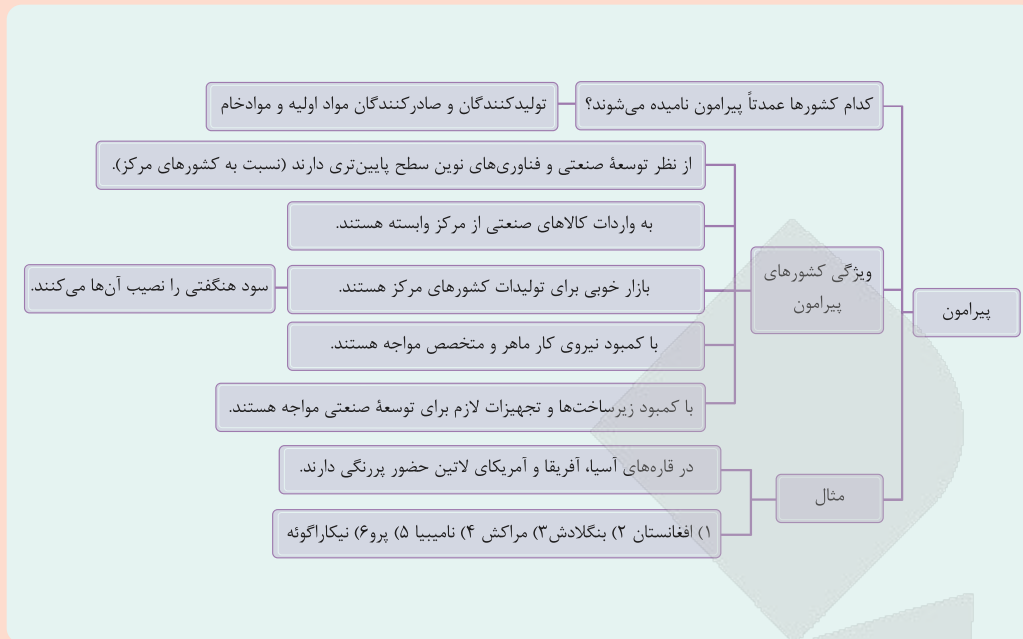 پیرامون
کدام کشورها عمدتاً پیرامون نامیده می‌شوند؟
تولیدکنندگان و صادرکنندگان مواد اولیه و موادخام
ویژگی کشورهای
پیرامون
از نظر توسعهٔ صنعتی و فناوری‌های نوین سطح پایین‌تری دارند (نسبت به کشورهای مرکز).
به واردات کالاهای صنعتی از مرکز وابسته هستند.
بازار خوبی برای تولیدات کشورهای مرکز هستند.
سود هنگفتی را نصیب آن‌ها می‌کنند.
با کمبود نیروی کار ماهر و متخصص مواجه هستند.
با کمبود زیرساخت‌ها و تجهیزات لازم برای توسعهٔ صنعتی مواجه هستند.
مثال
در قاره‌های آسیا، آفریقا و آمریکای لاتین حضور پررنگی دارند.
۱) افغانستان ۲) بنگلادش۳) مراکش ۴) نامیبیا ۵) پرو۶) نیکاراگوئه